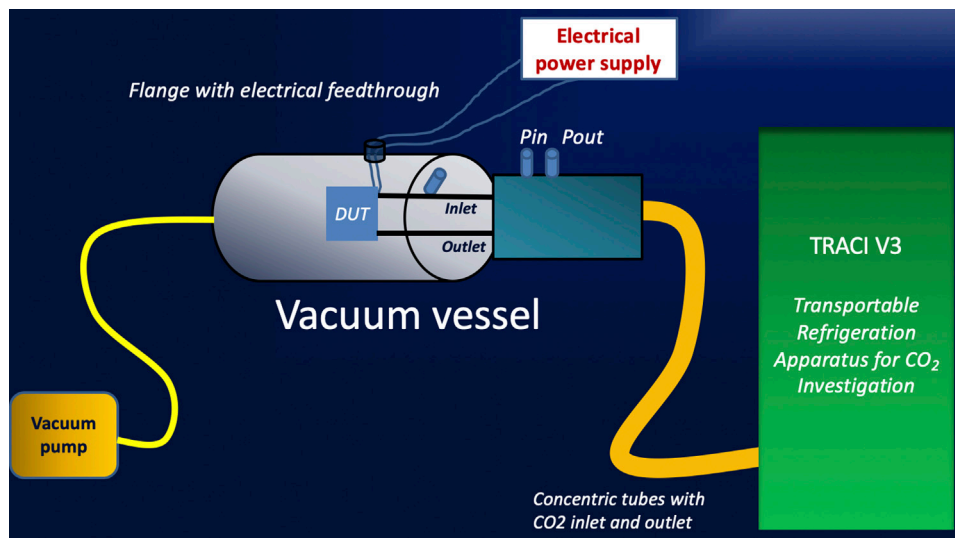 Electrical
power supply
Flange with electrical feedthrough
Pin Pout
DUT
Inlet
Outlet
Vacuum vessel
TRACI V3
Transportable
Refrigeration
Apparatus for CO₂
Investigation
Vacuum
pump
Concentric tubes with
CO2 inlet and outlet